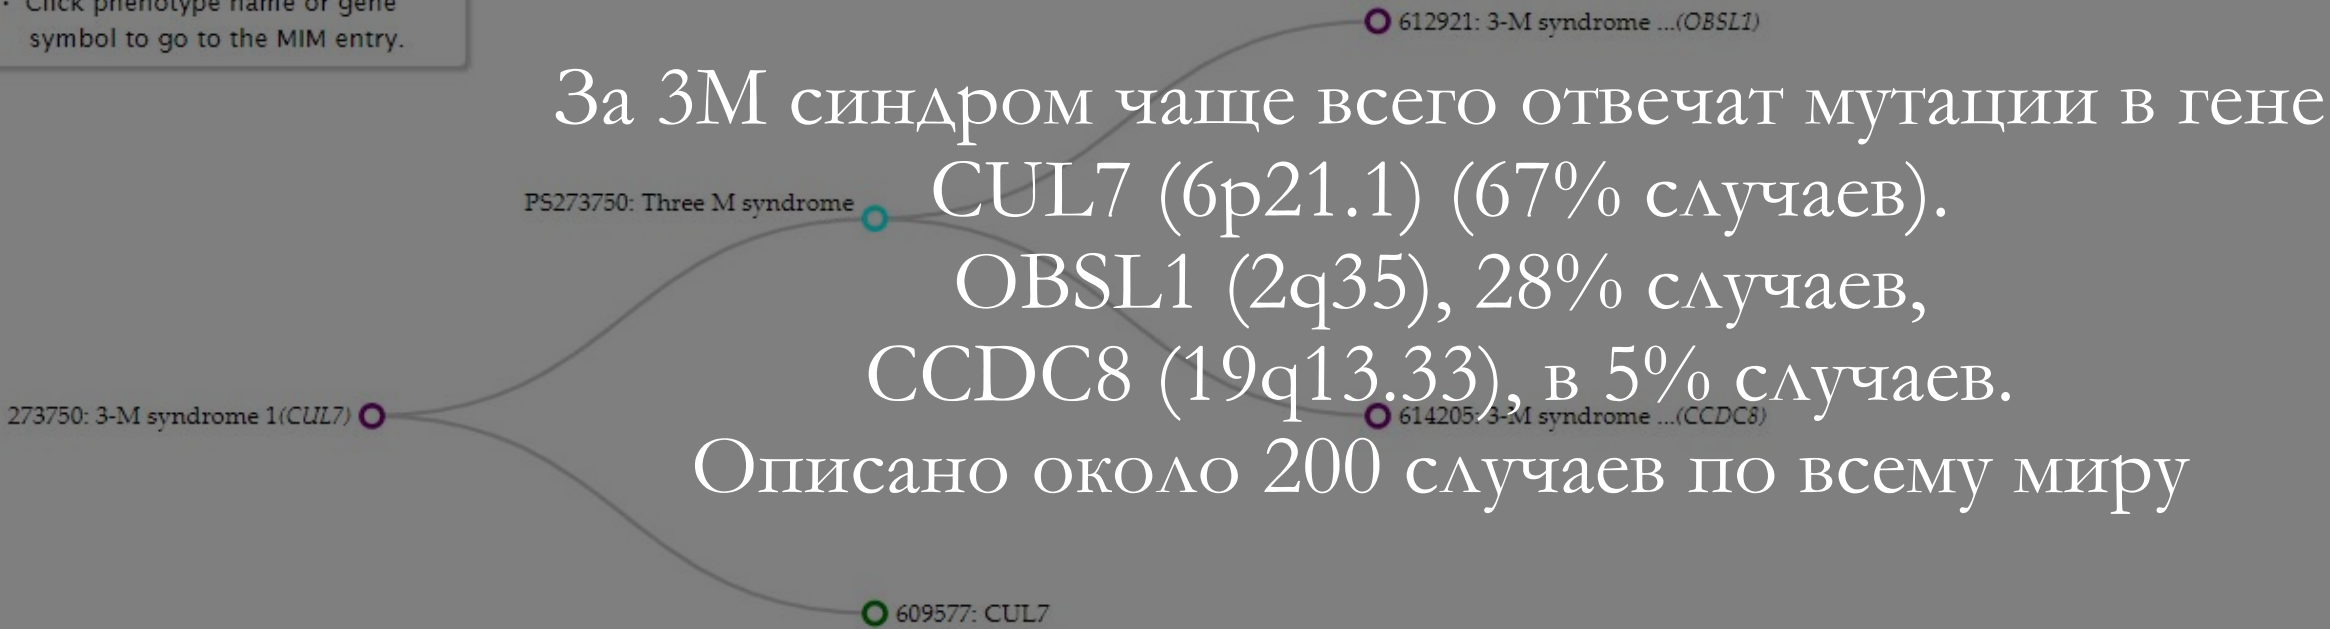 · Click phenotype name or gene
symbol to go to the MIM entry.
612921: 3-M syndrome ...(OBSL1)
За 3М синдром чаще всего отвечат мутации в гене
CUL7 (6p21.1) (67% случаев).
PS273750: Three M syndrome
OBSL1 (2q35), 28% случаев,
CCDC8 (19q13.33), в 5% случаев.
273750: 3-M syndrome 1(CUL7)
614205: 3-M syndrome ...(CCDC8)
Описано около 200 случаев по всему миру
609577: CUL7